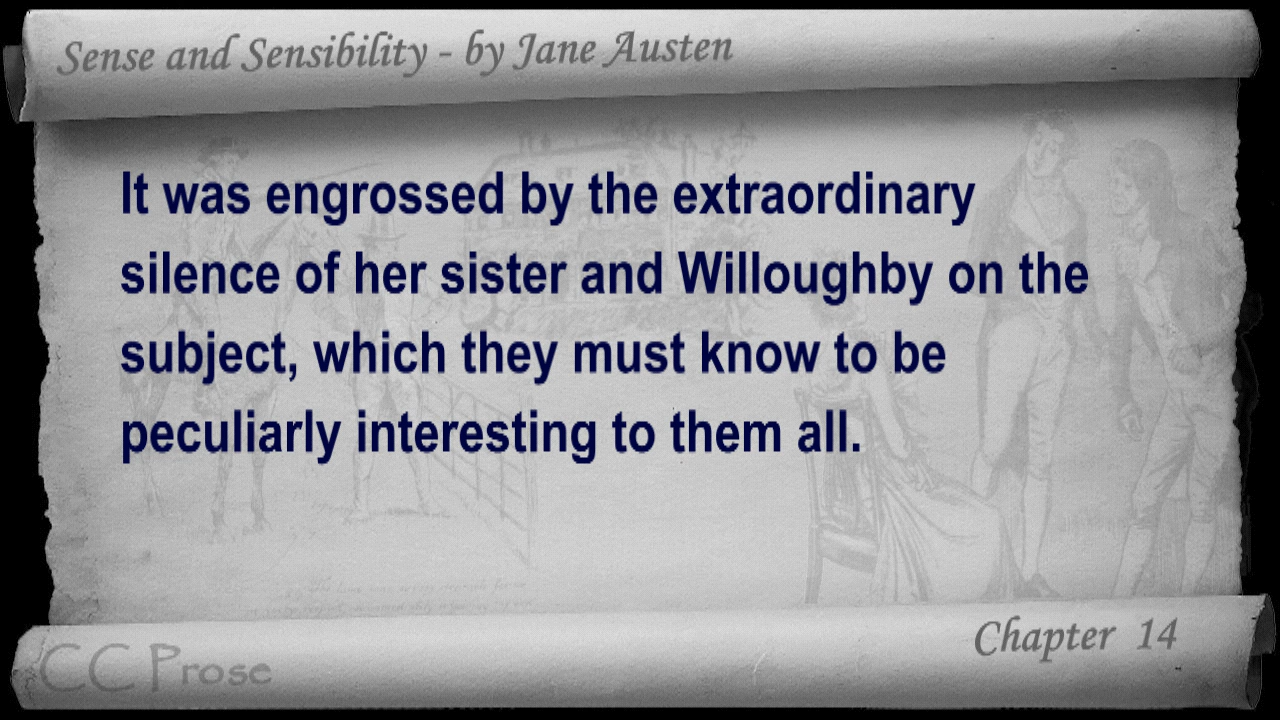 Sense and Sensibility - by Jane Austen
It was engrossed by the extraordinary
silence of her sister and Willoughby on the
subject, which they must know to be
peculiarly interesting to them all.
Chapter 14
CC Prose